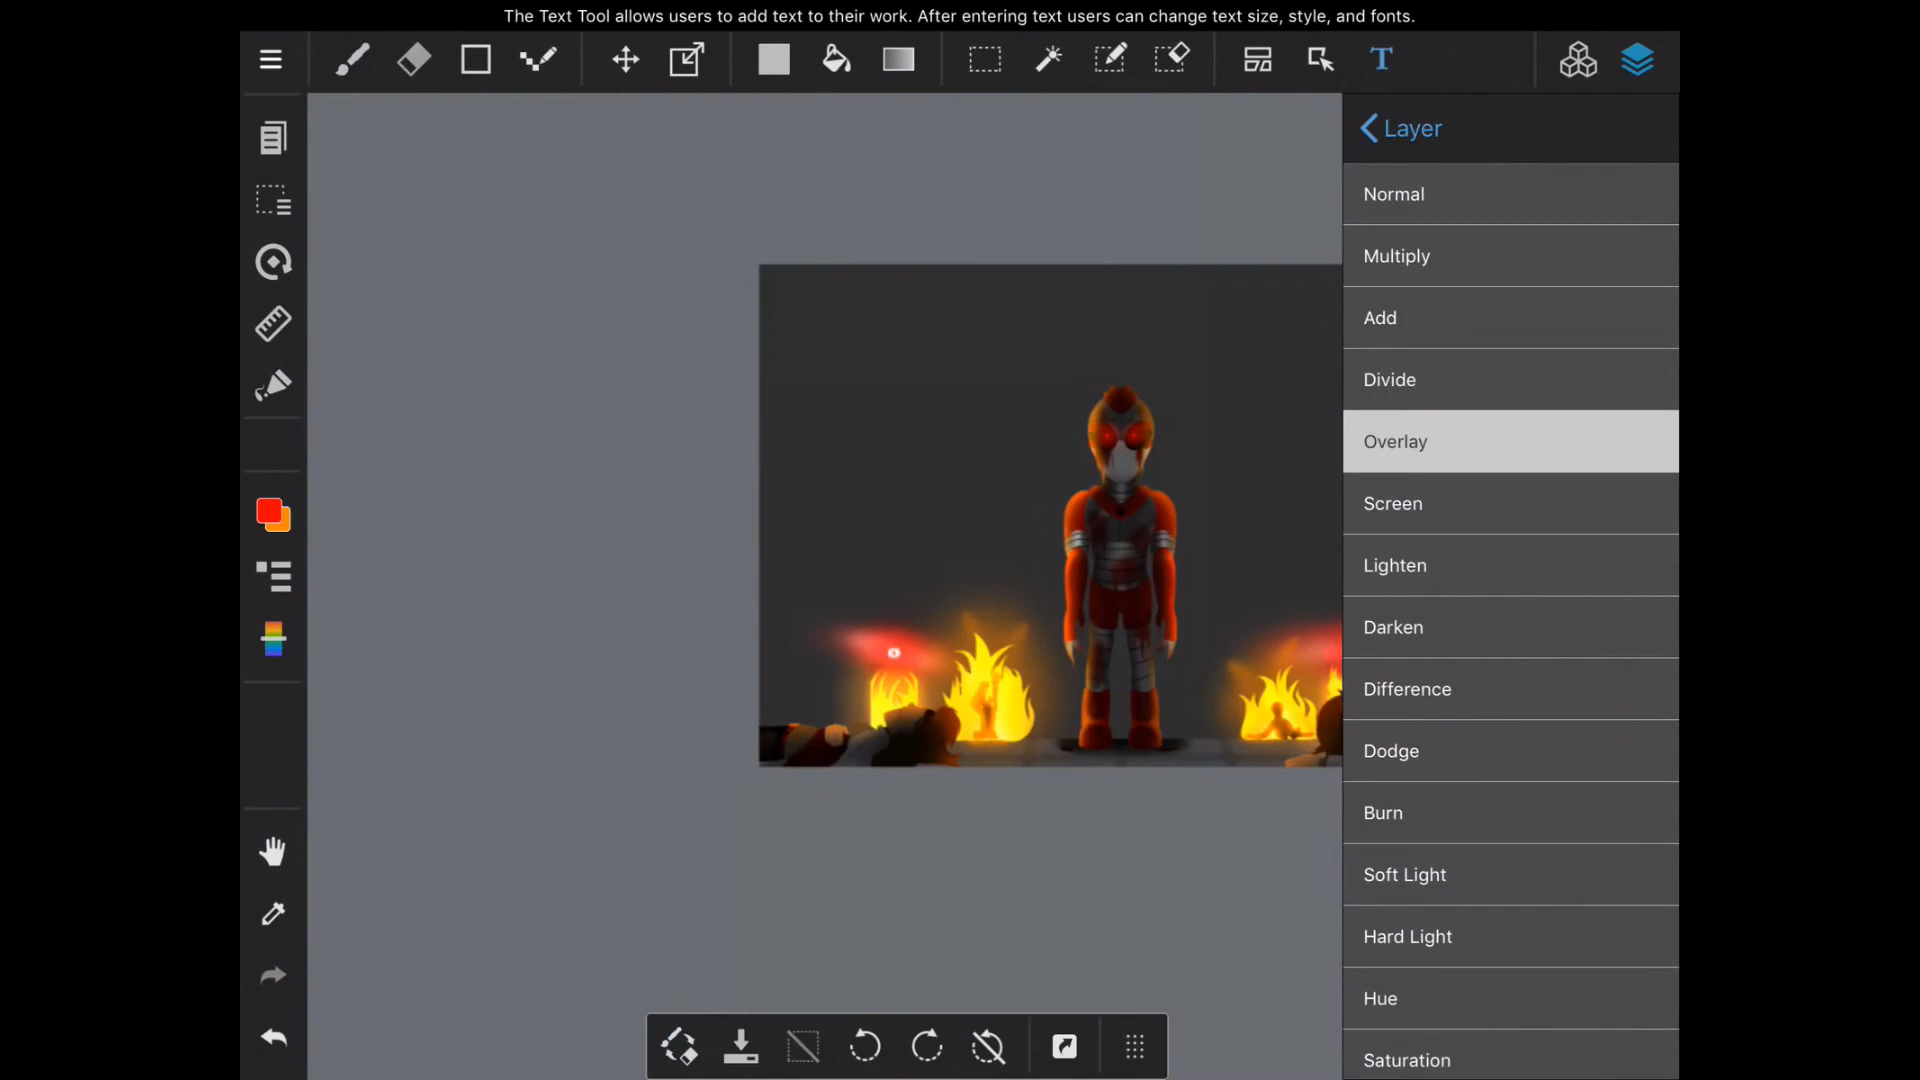 The Text Tool allows users to add text to their work. After entering text users can change text size, style, and fonts.
T
Layer
Normal
Multiply
Add
Divide
Overlay
Screen
Lighten
Darken
Difference
Dodge
Burn
Soft Light
Hard Light
Hue
Saturation